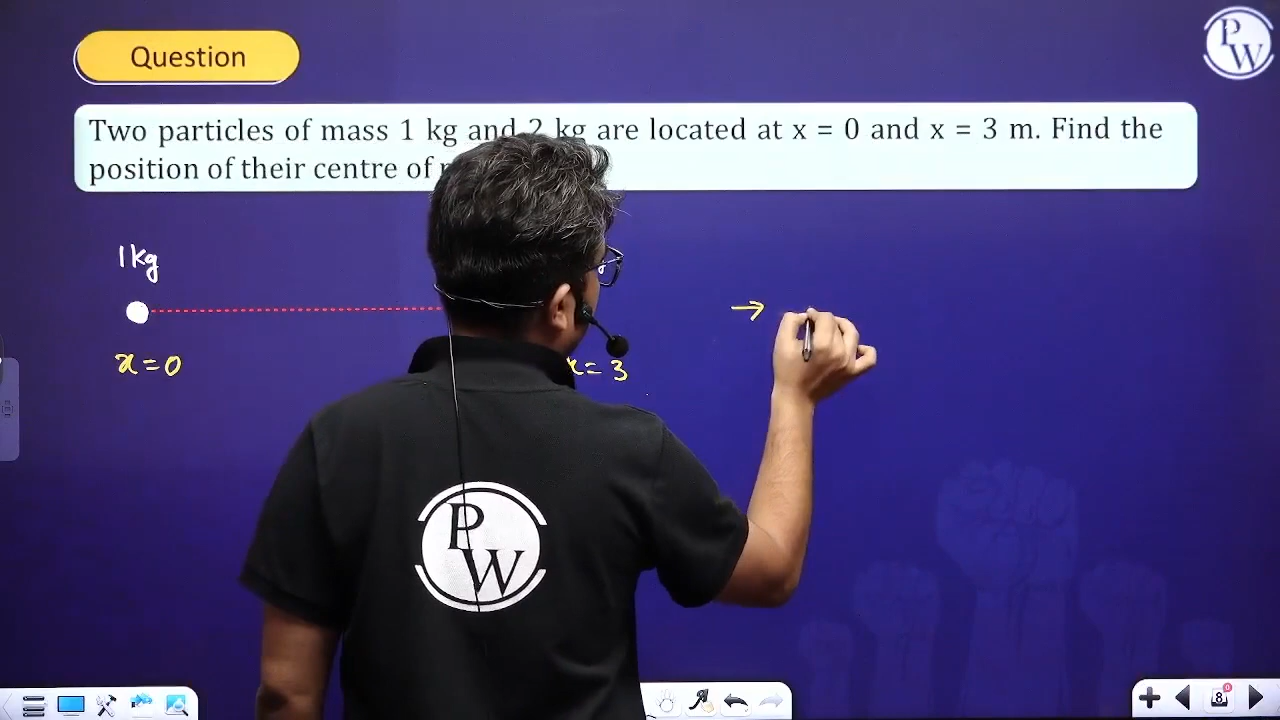 Question
Two particles of mass 1 kg and 2 kg are located at x = 0 and x = 3 m. Find the
position of their centre of
1kg
x=0
x=3
→
PW
PW
8